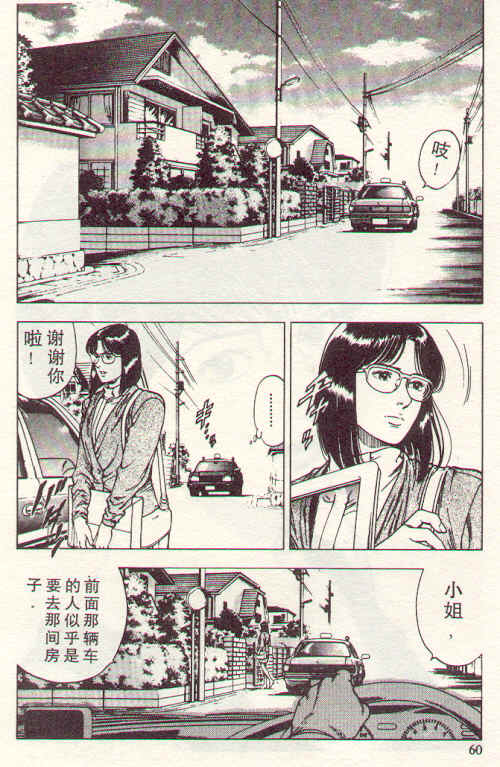 吱！
………
谢谢你
啦！
小姐，
前面那辆车
的人似乎是
要去那间房
子．
60